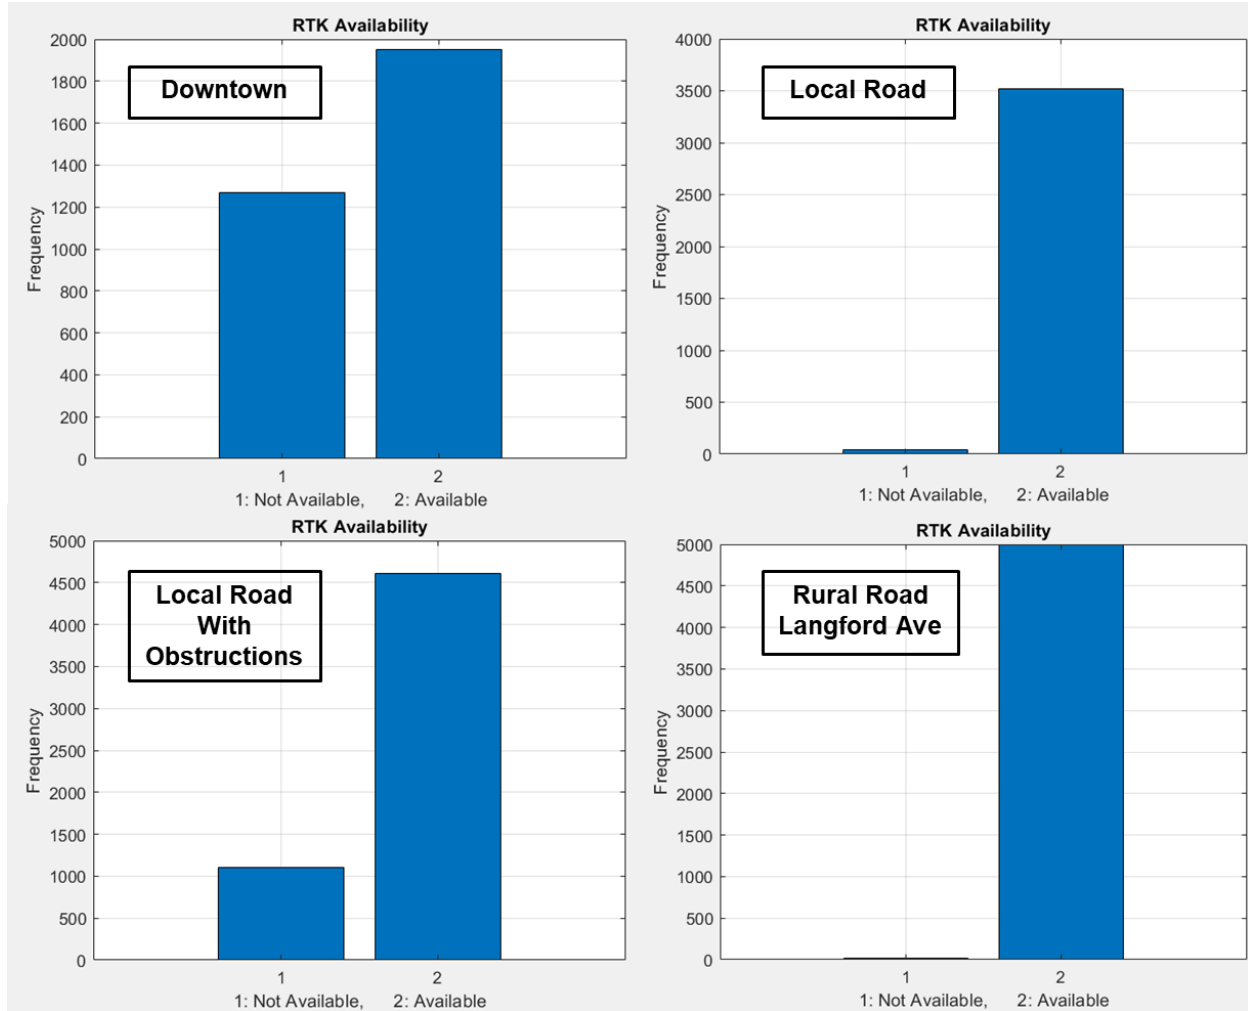 RTK Availability
Downtown
Frequency
2000
1800
1600
1400
1200
1000
800
600
400
200
0
1
2
1: Not Available, 2: Available
RTK Availability
Local Road
Frequency
4000
3500
3000
2500
2000
1500
1000
500
0
1
2
1: Not Available, 2: Available
RTK Availability
Local Road
With
Obstructions
Frequency
5000
4500
4000
3500
3000
2500
2000
1500
1000
500
0
1
2
1: Not Available, 2: Available
RTK Availability
Rural Road
Langford Ave
Frequency
5000
4500
4000
3500
3000
2500
2000
1500
1000
500
0
1
2
1: Not Available, 2: Available